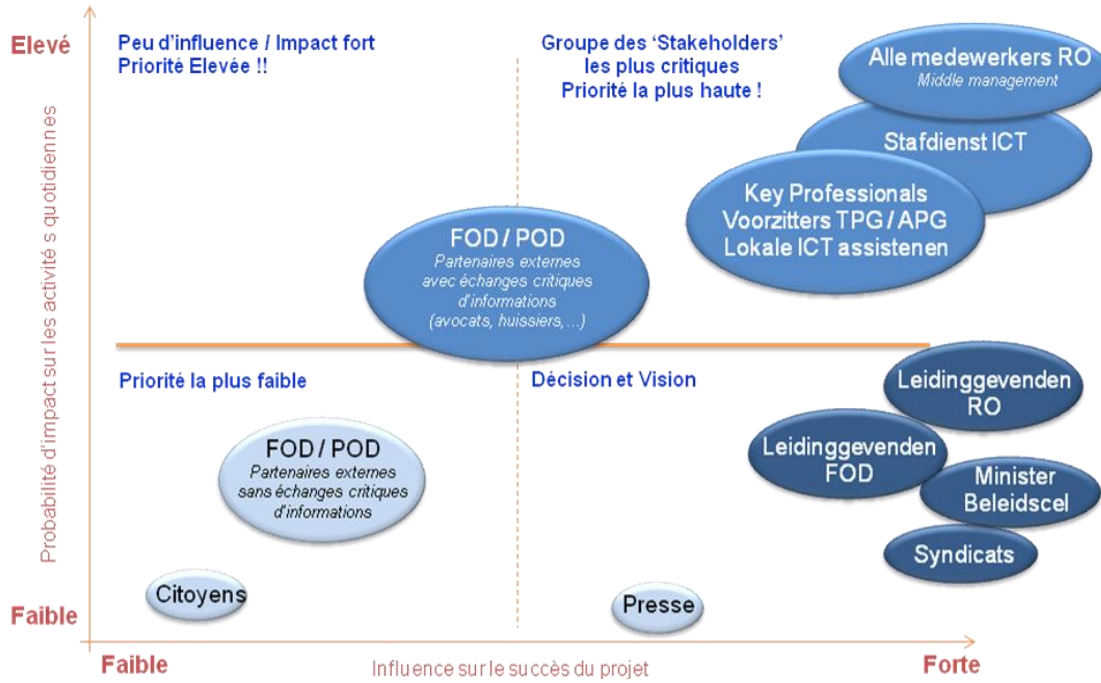 Elevé
Peu d'influence / Impact fort
Priorité Elevée !!
Groupe des 'Stakeholders'
les plus critiques
Priorité la plus haute !
Alle medewerkers RO
Middle management
Stafdienst ICT
Key Professionals
Voorzitters TPG / APG
Lokale ICT assistenen
FOD / POD
Partenaires externes
avec échanges critiques
d'informations
(avocats, huissiers,...)
Probabilité d'impact sur les activité s quotidiennes
Priorité la plus faible
Décision et Vision
Leidinggevenden
RO
Leidinggevenden
FOD
Minister
Beleidscel
Syndicats
FOD / POD
Partenaires externes
sans échanges critiques
d'informations
Citoyens
Presse
Faible
Faible
Influence sur le succès du projet
Forte